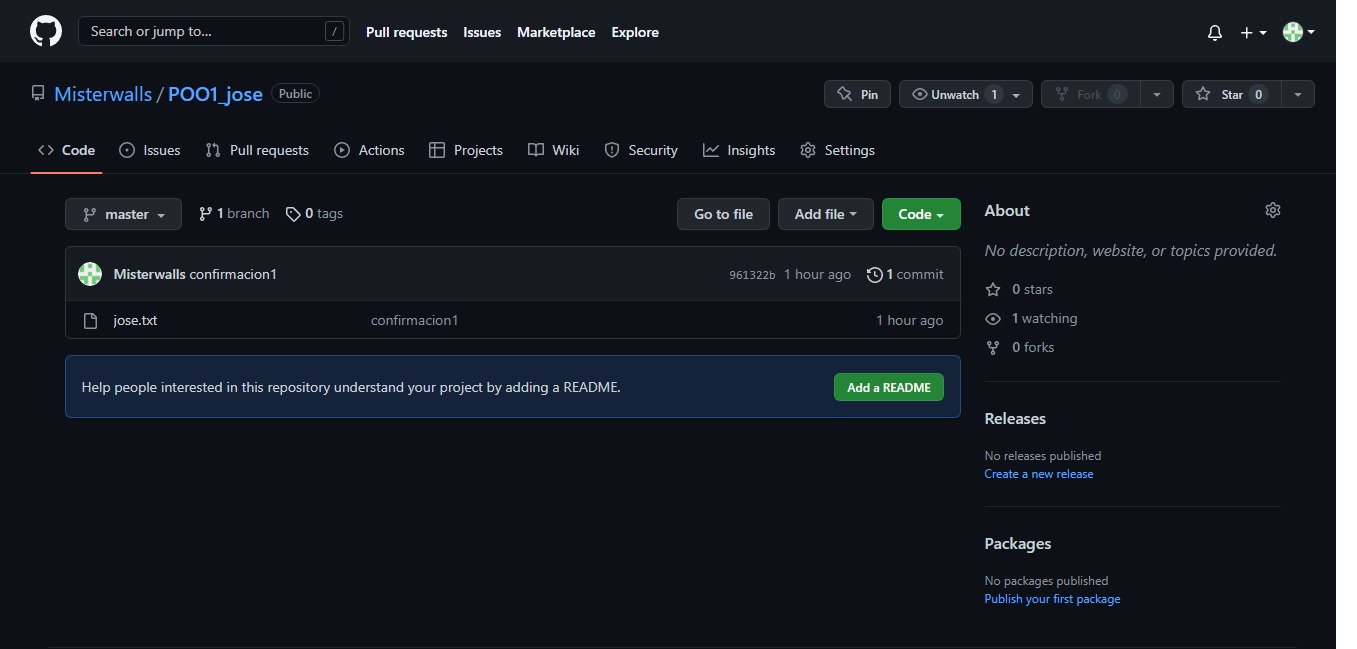 Search or jump to... / Pull requests Issues Marketplace Explore
Misterwalls / POO1_jose Public Pin Unwatch 1 Fork 0 Star 0
Code Issues Pull requests Actions Projects Wiki Security Insights Settings
master 1 branch 0 tags Go to file Add file Code
Misterwalls confirmacion1 961322b 1 hour ago 1 commit
jose.txt confirmacion1 1 hour ago
Help people interested in this repository understand your project by adding a README. Add a README
About
No description, website, or topics provided.
0 stars
1 watching
0 forks
Releases
No releases published
Create a new release
Packages
No packages published
Publish your first package